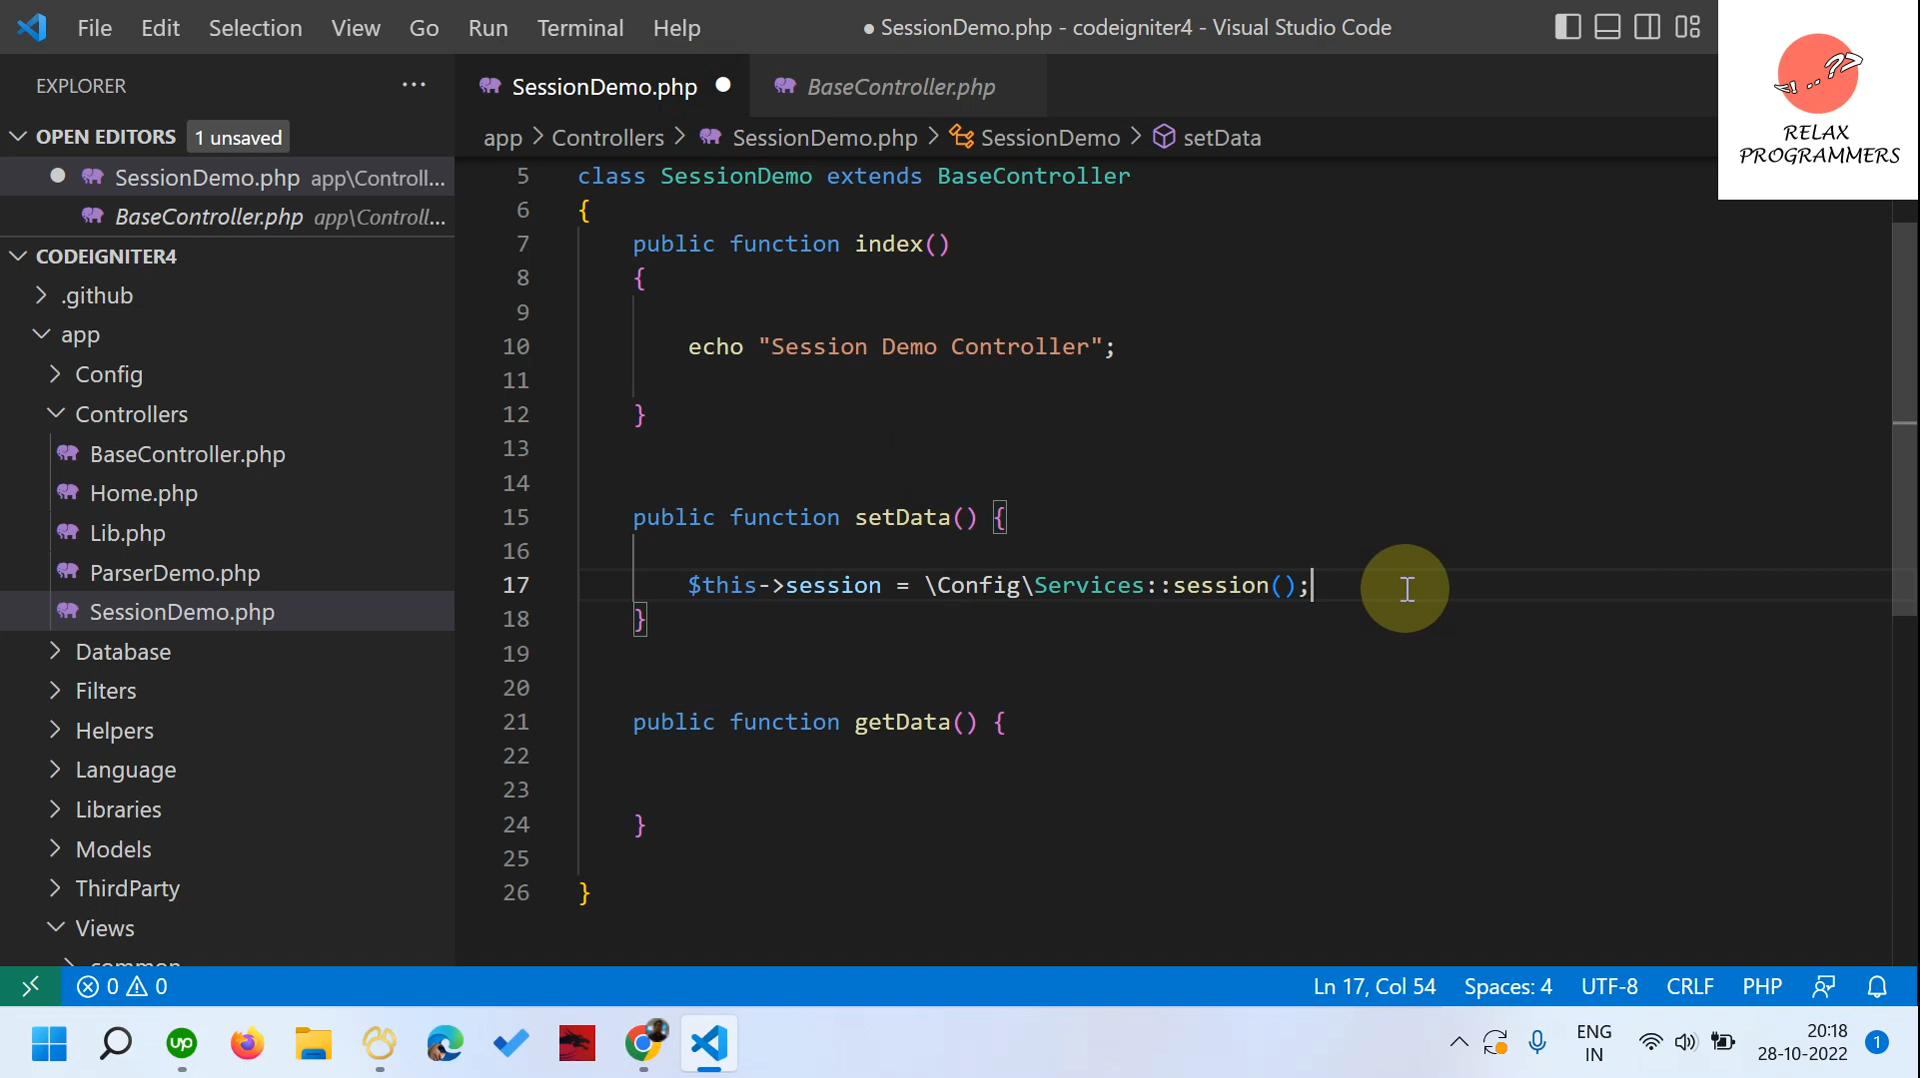 File Edit Selection View Go Run Terminal Help
● SessionDemo.php - codeigniter4 - Visual Studio Code
<!..??>
RELAX
PROGRAMMERS
EXPLORER ...
SessionDemo.php
BaseController.php
OPEN EDITORS 1 unsaved
SessionDemo.php app\Controll...
BaseController.php app\Controll...
app > Controllers > SessionDemo.php > SessionDemo > setData
CODEIGNITER4
.github
app
Config
Controllers
BaseController.php
Home.php
Lib.php
ParserDemo.php
SessionDemo.php
Database
Filters
Helpers
Language
Libraries
Models
ThirdParty
Views
common
5 class SessionDemo extends BaseController
6 {
7 public function index()
8 {
9
10 echo "Session Demo Controller";
11
12 }
13
14
15 public function setData() {
16
17 $this->session = \Config\Services::session();
18 }
19
20
21 public function getData() {
22
23
24 }
25
26 }
0 0
Ln 17, Col 54 Spaces: 4 UTF-8 CRLF PHP
up
ENG
IN
20:18
28-10-2022
1